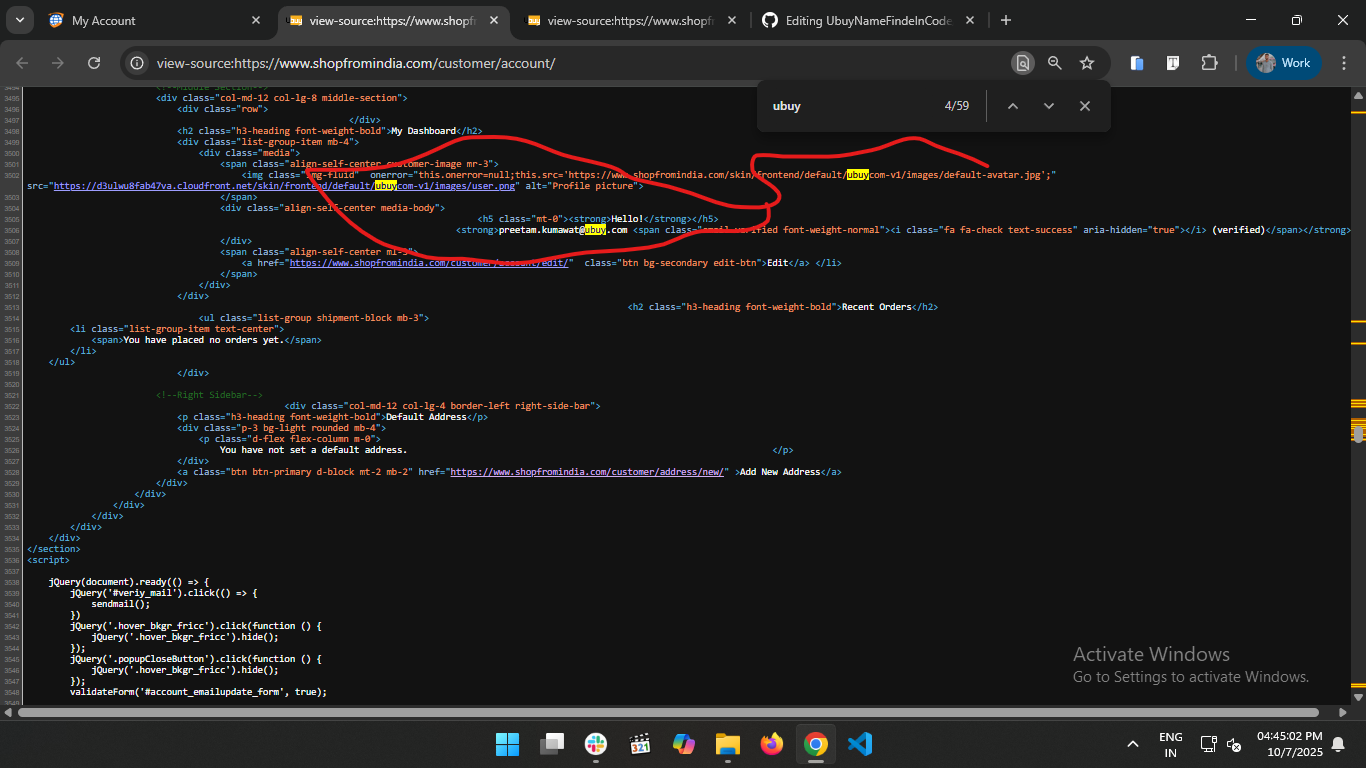 My Account
view-source:https://www.shopf
view-source:https://www.shopf
Editing UbuyNameFindeInCode
view-source:https://www.shopfromindia.com/customer/account/
Work
ubuy
4/59
3494 <!--Middle Section-->
3495 <div class="col-md-12 col-lg-8 middle-section">
3496 <div class="row">
3497 </div>
3498 <h2 class="h3-heading font-weight-bold">My Dashboard</h2>
3499 <div class="list-group-item mb-4">
3500 <div class="media">
3501 <span class="align-self-center customer-image mr-3">
3502 <img class="img-fluid" onerror="this.onerror=null;this.src='https://www.shopfromindia.com/skin/frontend/default/ubuycom-v1/images/default-avatar.jpg';"
src="https://d3ulwu8fab47va.cloudfront.net/skin/frontend/default/ubuycom-v1/images/user.png" alt="Profile picture">
3503 </span>
3504 <div class="align-self-center media-body">
3505 <h5 class="mt-0"><strong>Hello!</strong></h5>
3506 <strong>preetam.kumawat@ubuy.com <span class="email-verified font-weight-normal"><i class="fa fa-check text-success" aria-hidden="true"></i> (verified)</span></strong>
3507 </div>
3508 <span class="align-self-center ml-3">
3509 <a href="https://www.shopfromindia.com/customer/account/edit/" class="btn bg-secondary edit-btn">Edit</a> </li>
3510 </span>
3511 </div>
3512 </div>
3513 <h2 class="h3-heading font-weight-bold">Recent Orders</h2>
3514 <ul class="list-group shipment-block mb-3">
3515 <li class="list-group-item text-center">
3516 <span>You have placed no orders yet.</span>
3517 </li>
3518 </ul>
3519 </div>
3520
3521 <!--Right Sidebar-->
3522 <div class="col-md-12 col-lg-4 border-left right-side-bar">
3523 <p class="h3-heading font-weight-bold">Default Address</p>
3524 <div class="p-3 bg-light rounded mb-4">
3525 <p class="d-flex flex-column m-0">
3526 You have not set a default address. </p>
3527 </div>
3528 <a class="btn btn-primary d-block mt-2 mb-2" href="https://www.shopfromindia.com/customer/address/new/" >Add New Address</a>
3529 </div>
3530 </div>
3531 </div>
3532 </div>
3533 </div>
3534 </div>
3535 </section>
3536 <script>
3537
3538 jQuery(document).ready(() => {
3539 jQuery('#veriy_mail').click(() => {
3540 sendmail();
3541 })
3542 jQuery('.hover_bkgr_fricc').click(function () {
3543 jQuery('.hover_bkgr_fricc').hide();
3544 });
3545 jQuery('.popupCloseButton').click(function () {
3546 jQuery('.hover_bkgr_fricc').hide();
3547 });
3548 validateForm('#account_emailupdate_form', true);
Activate Windows
Go to Settings to activate Windows.
321
ENG
IN
04:45:02 PM
10/7/2025